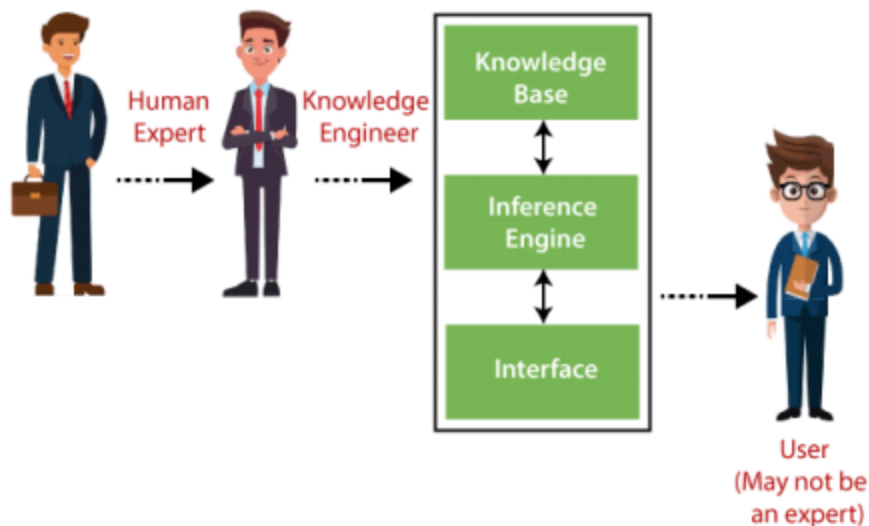 Human
Expert
Knowledge
Engineer
Knowledge
Base
Inference
Engine
Interface
User
(May not be
an expert)